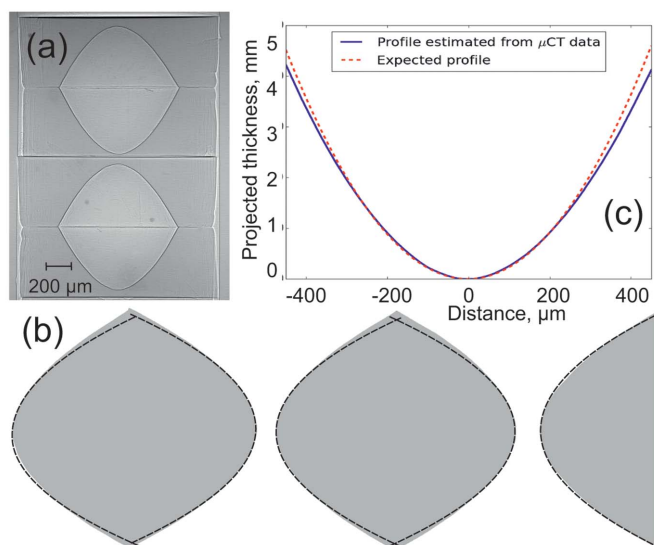 (a)
200 µm
Profile estimated from µCT data
Expected profile
Projected thickness, mm
5
4
3
2
1
0
-400
-200
0
200
400
Distance, µm
(c)
(b)